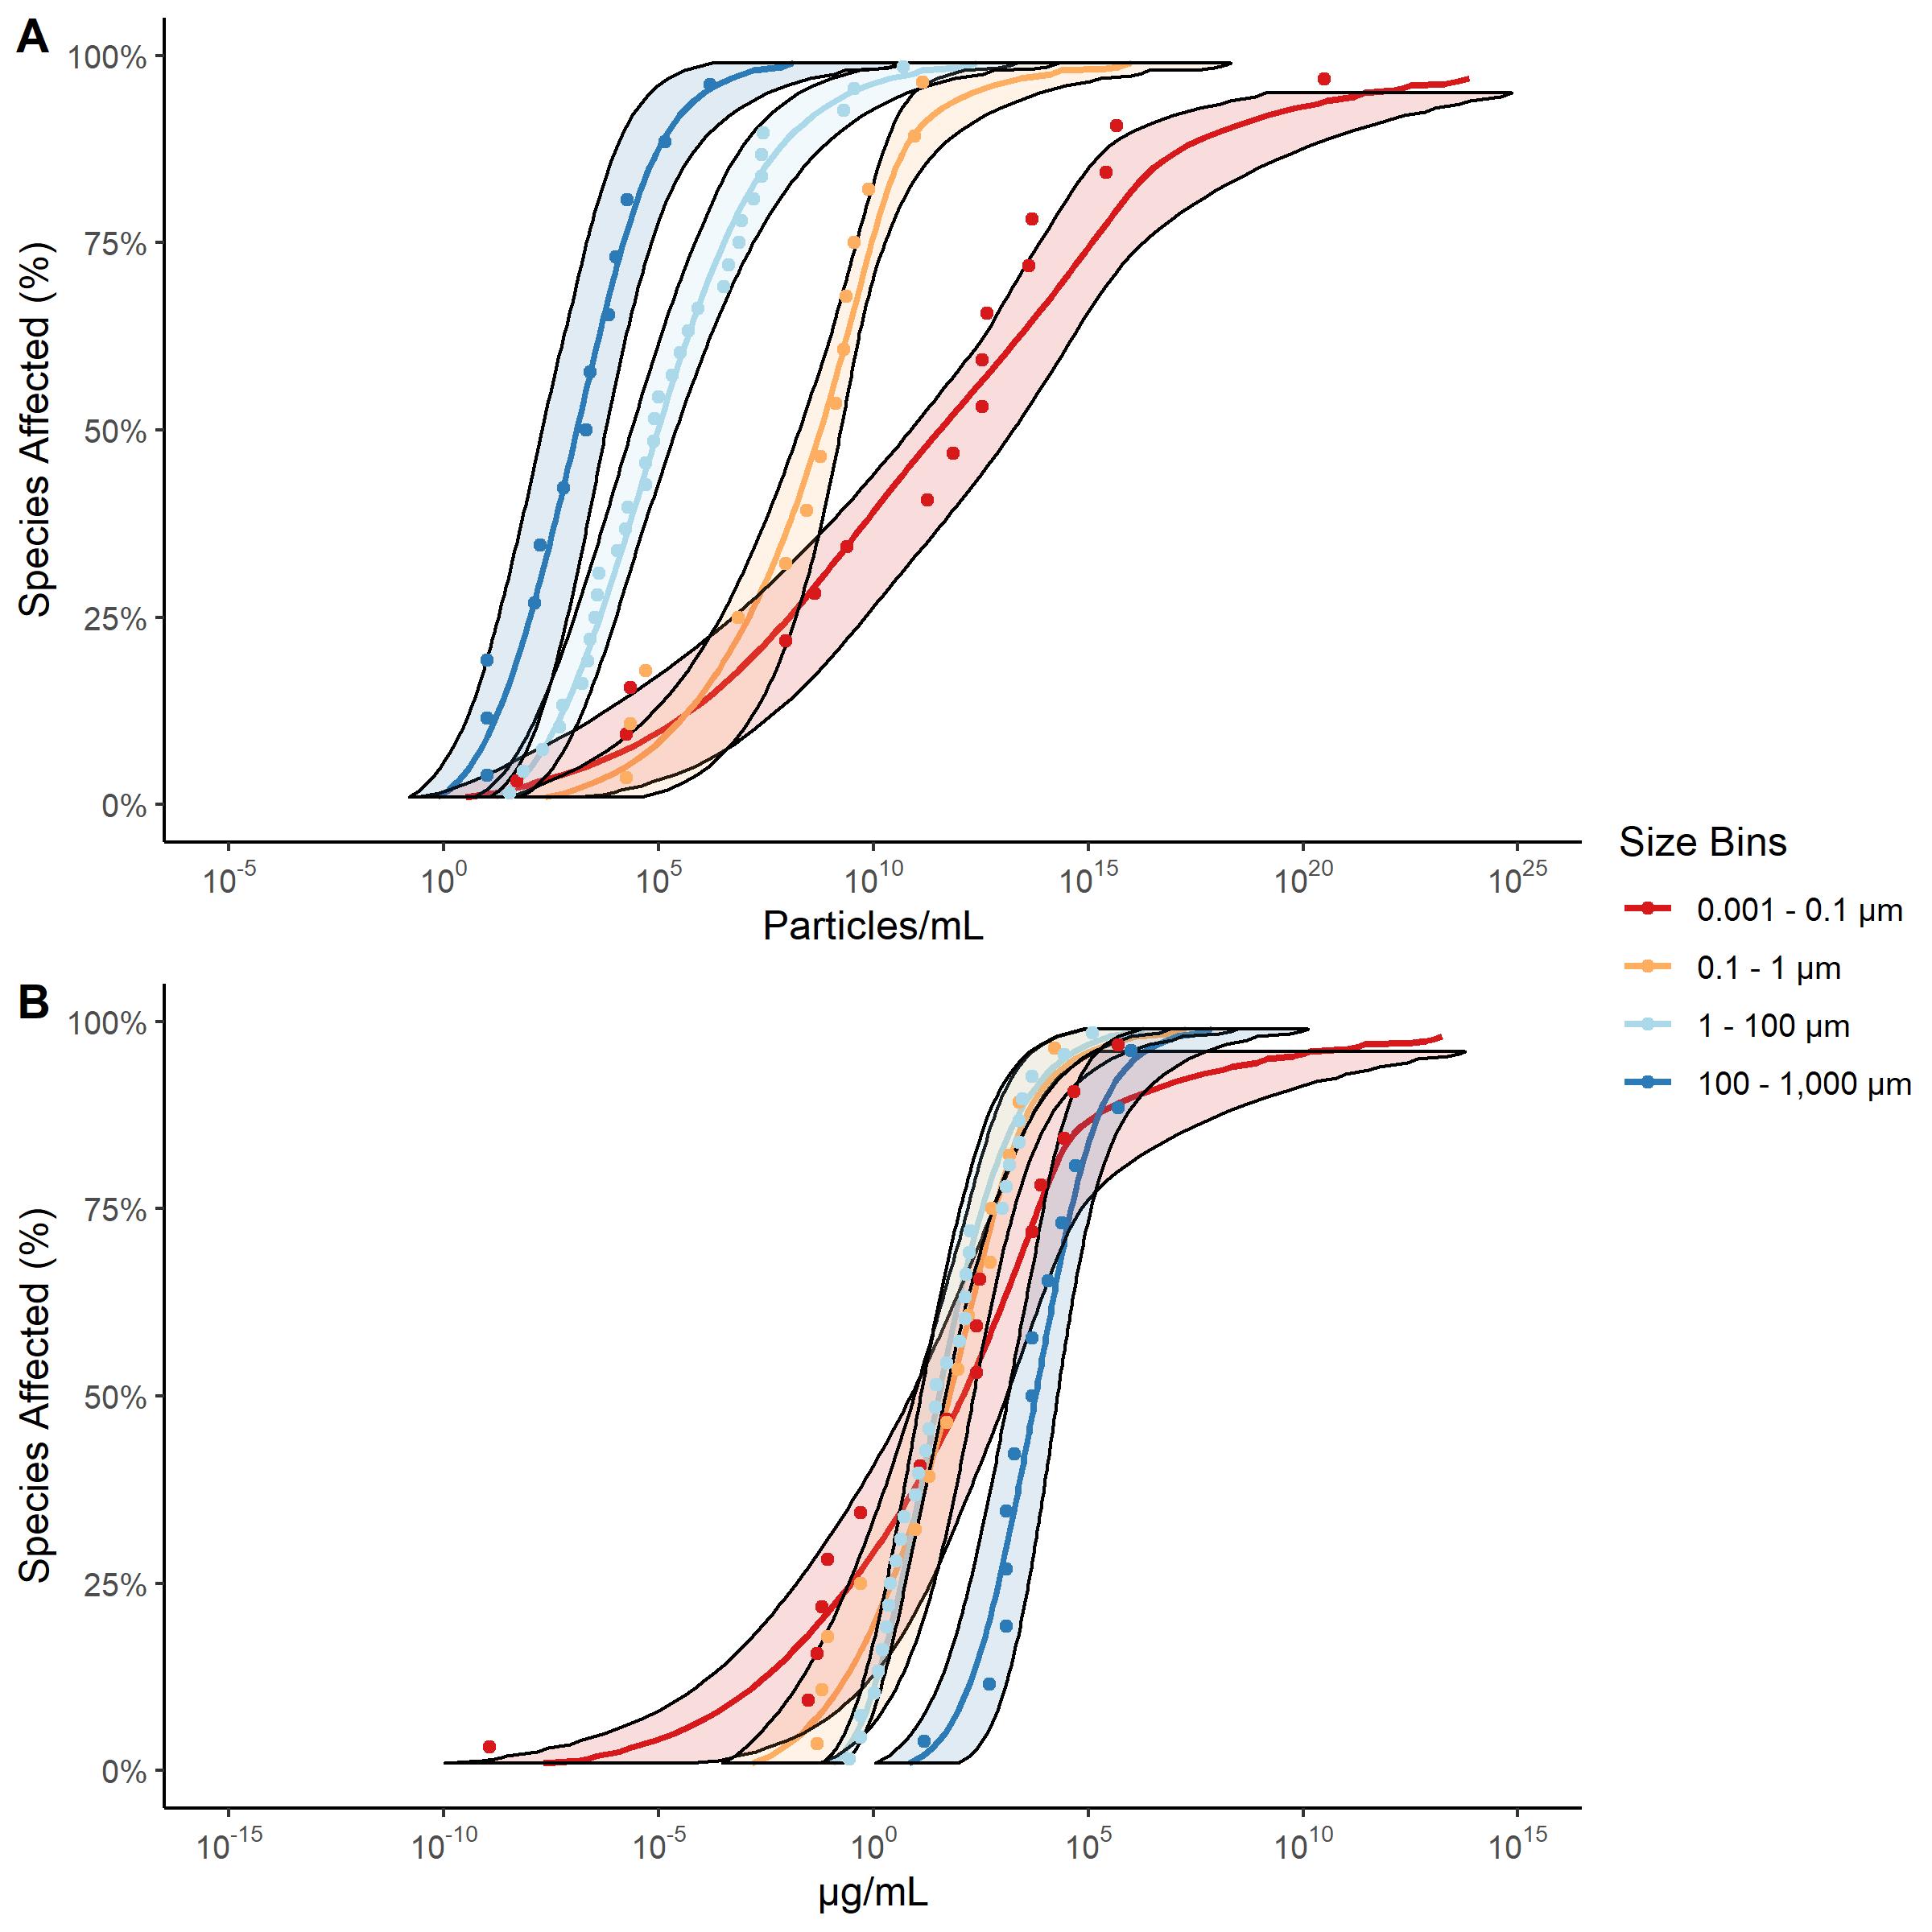 A
100%
75%
50%
25%
0%
Species Affected (%)
10^-5 10^0 10^5 10^10 10^15 10^20 10^25
Particles/mL
Size Bins
0.001 - 0.1 µm
0.1 - 1 µm
1 - 100 µm
100 - 1,000 µm
B
100%
75%
50%
25%
0%
Species Affected (%)
10^-15 10^-10 10^-5 10^0 10^5 10^10 10^15
µg/mL